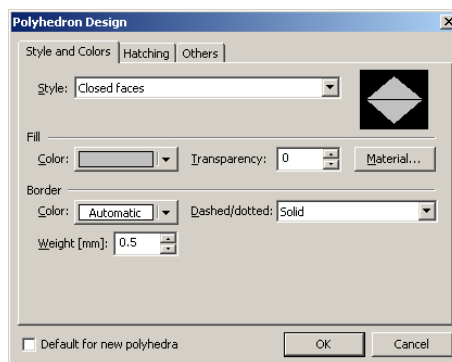 Polyhedron Design
Style and Colors Hatching Others
Style: Closed faces
Fill
Color: Transparency: 0 Material...
Border
Color: Automatic Dashed/dotted: Solid
Weight [mm]: 0.5
Default for new polyhedra OK Cancel